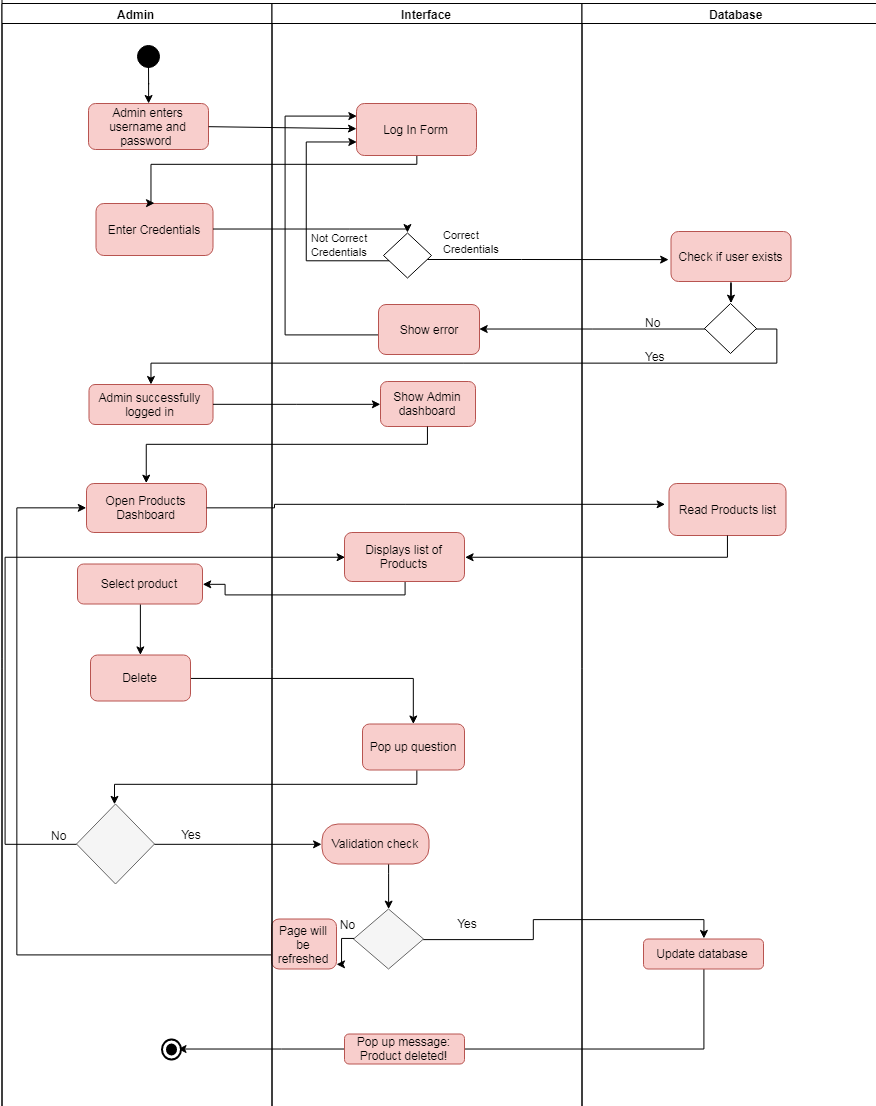 Admin
Interface
Database
Admin enters
username and
password
Log In Form
Enter Credentials
Not Correct
Credentials
Correct
Credentials
Check if user exists
Show error
No
Yes
Admin successfully
logged in
Show Admin
dashboard
Open Products
Dashboard
Read Products list
Displays list of
Products
Select product
Delete
Pop up question
No
Yes
Validation check
Page will
be
refreshed
No
Yes
Update database
Pop up message:
Product deleted!